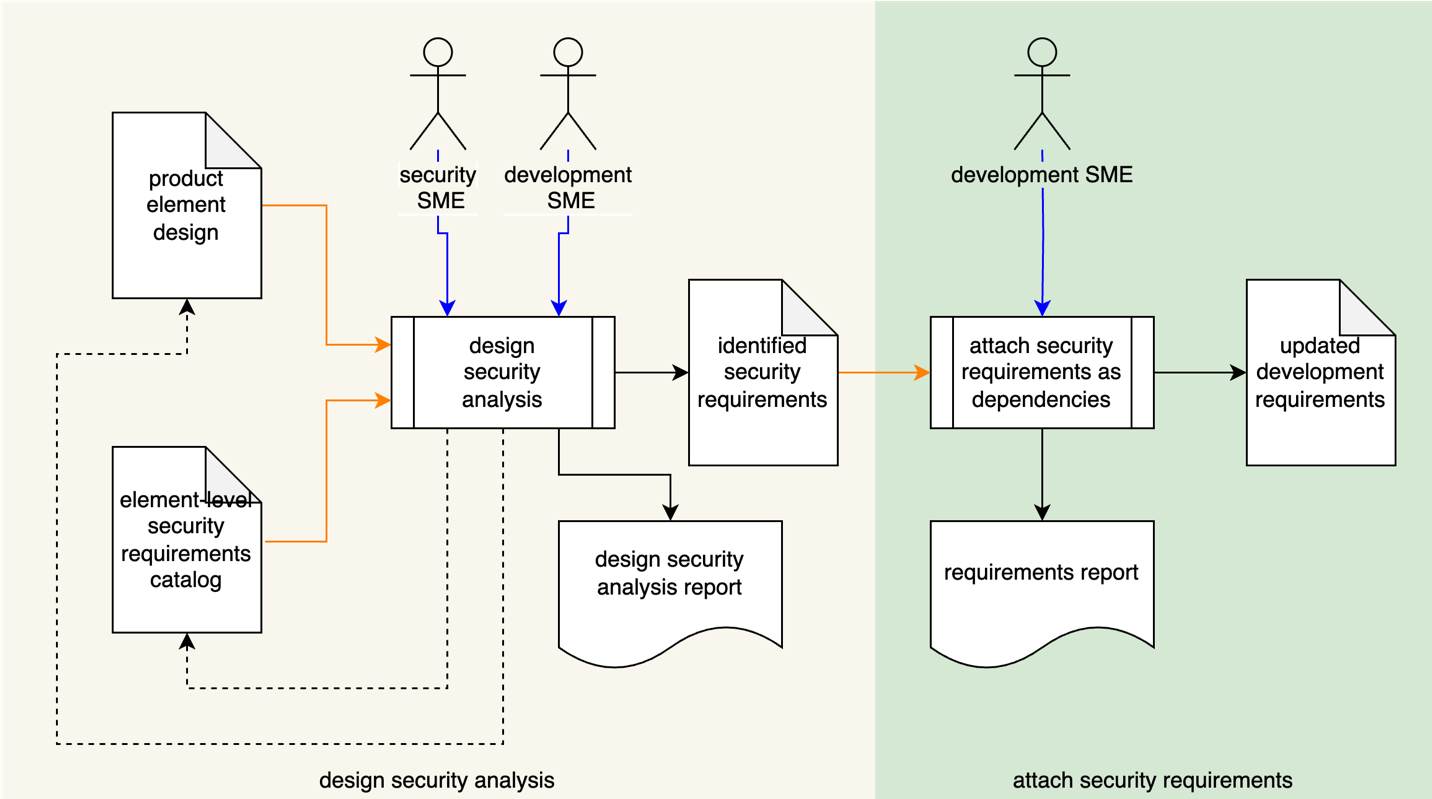 security
SME
development
SME
development SME
product
element
design
design
security
analysis
identified
security
requirements
attach security
requirements as
dependencies
updated
development
requirements
element-level
security
requirements
catalog
design security
analysis report
requirements report
design security analysis
attach security requirements